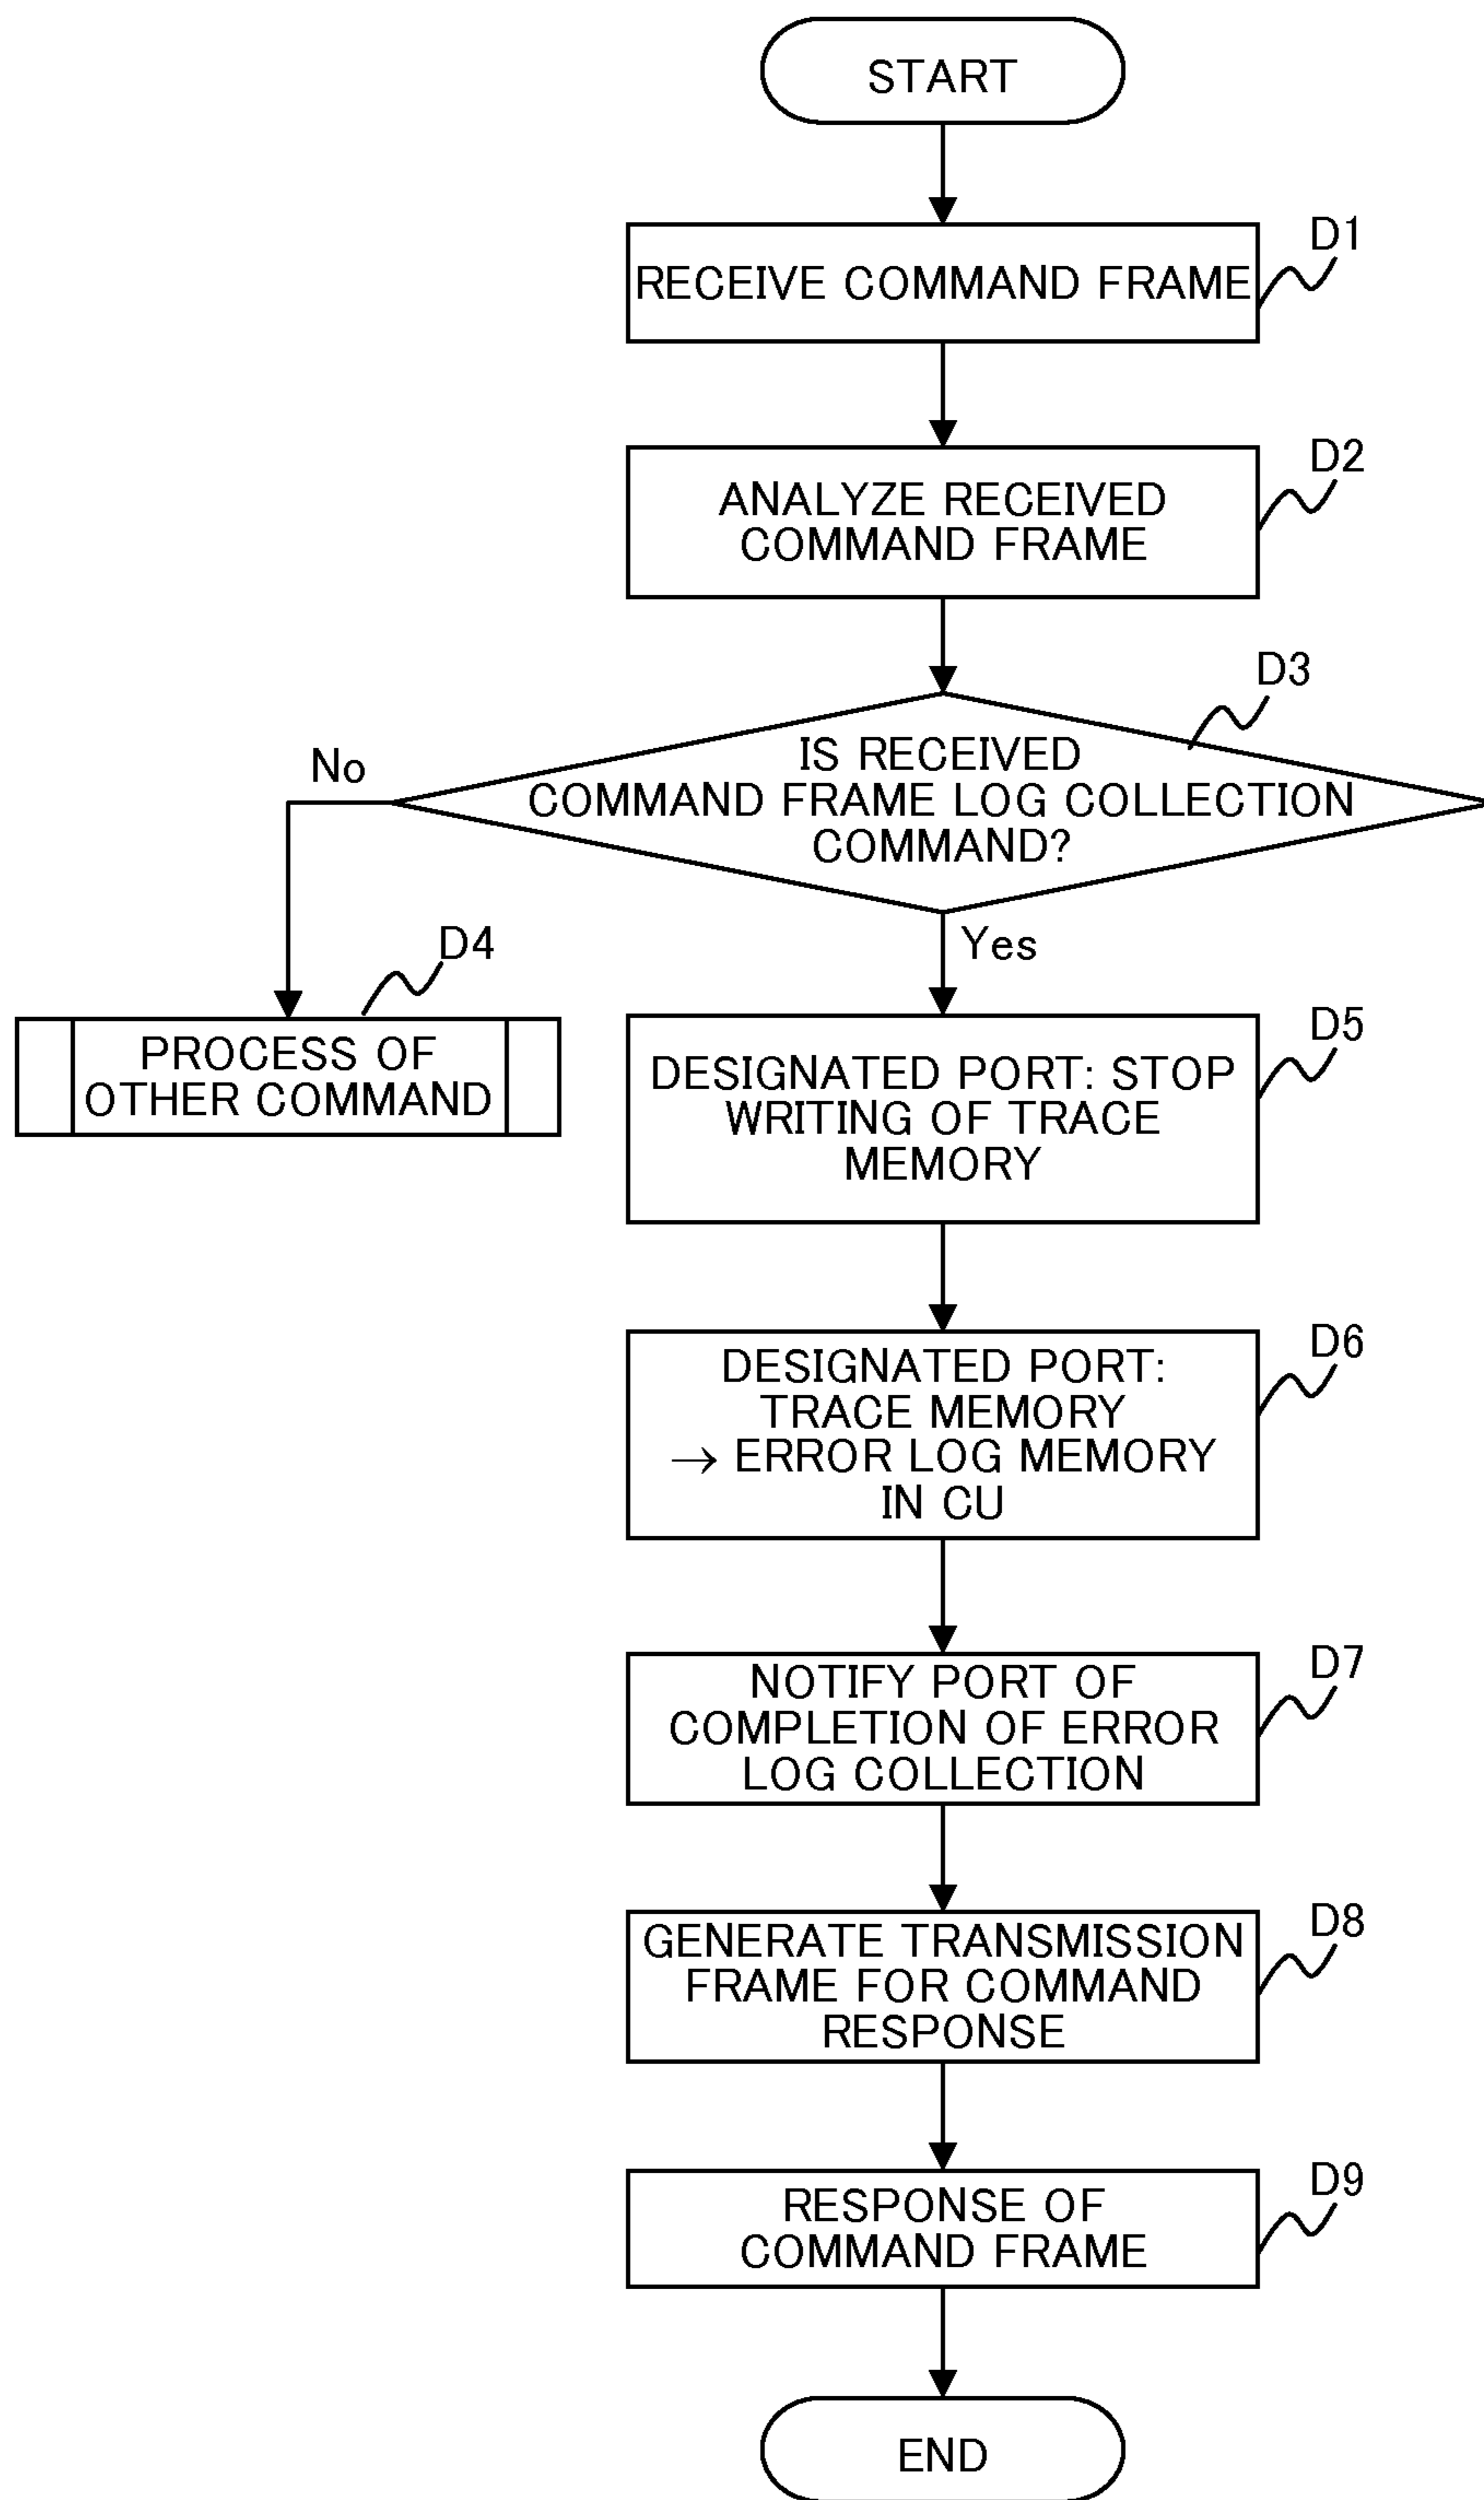 START
D1
RECEIVE COMMAND FRAME
D2
ANALYZE RECEIVED
COMMAND FRAME
D3
IS RECEIVED
COMMAND FRAME LOG COLLECTION
COMMAND?
No
Yes
D4
PROCESS OF
OTHER COMMAND
D5
DESIGNATED PORT: STOP
WRITING OF TRACE
MEMORY
D6
DESIGNATED PORT:
TRACE MEMORY
→ ERROR LOG MEMORY
IN CU
D7
NOTIFY PORT OF
COMPLETION OF ERROR
LOG COLLECTION
D8
GENERATE TRANSMISSION
FRAME FOR COMMAND
RESPONSE
D9
RESPONSE OF
COMMAND FRAME
END